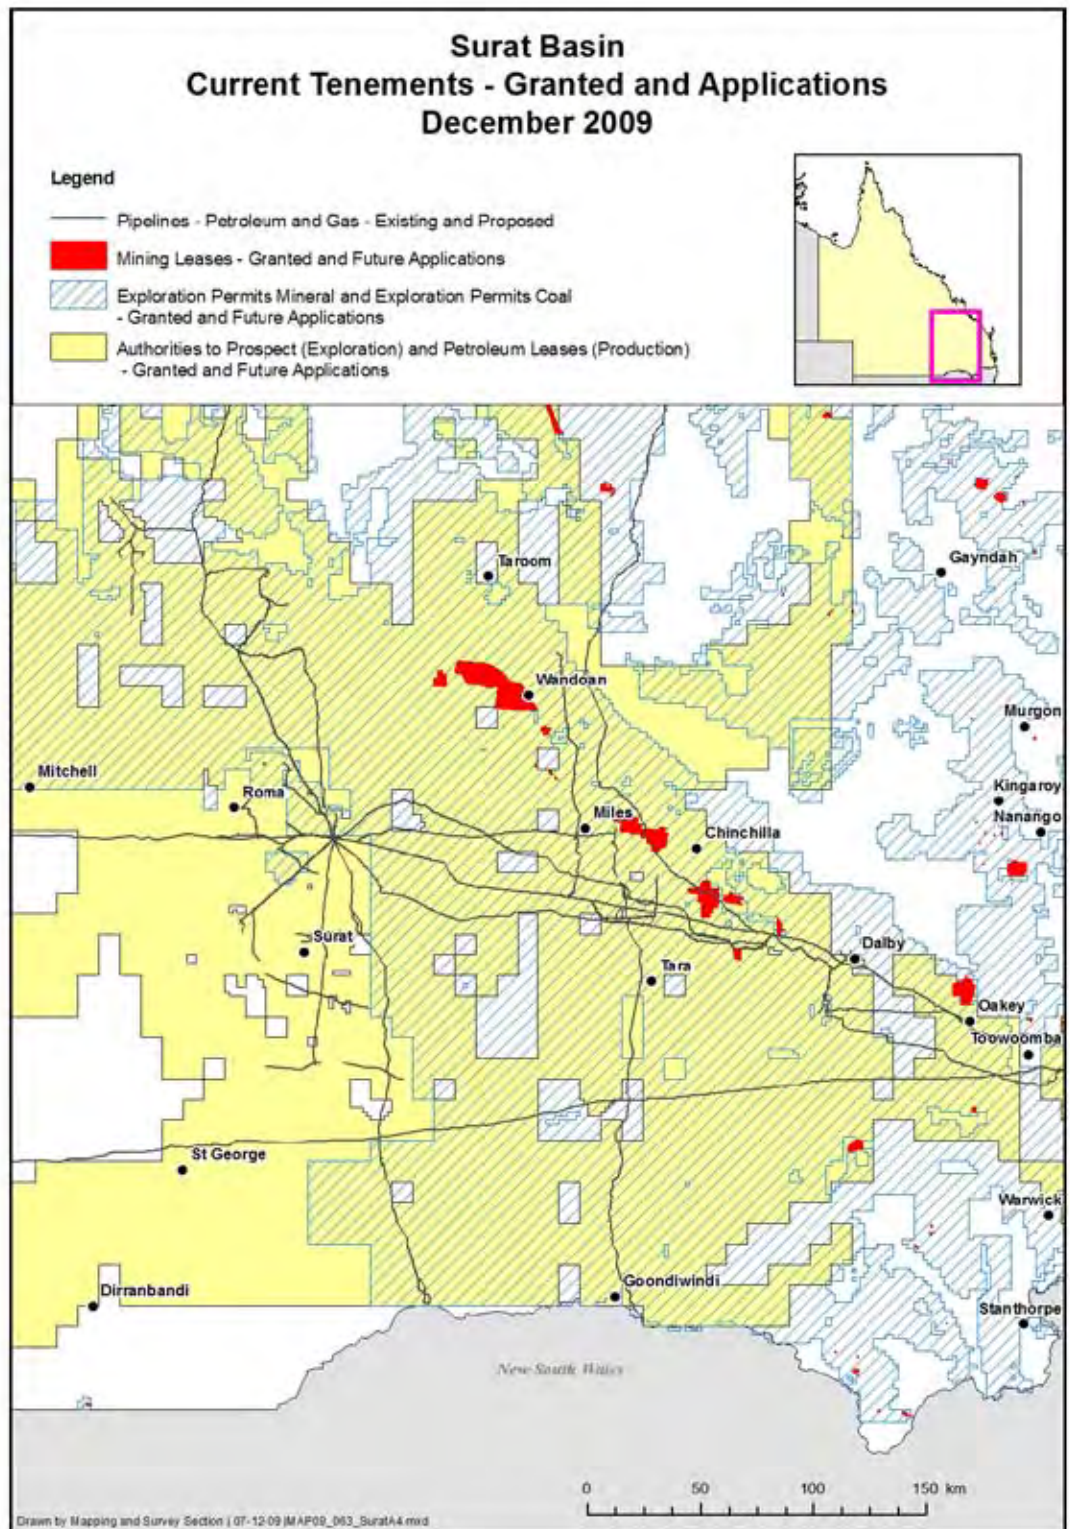 Surat Basin
Current Tenements - Granted and Applications
December 2009
Legend
Pipelines - Petroleum and Gas - Existing and Proposed
Mining Leases - Granted and Future Applications
Exploration Permits Mineral and Exploration Permits Coal
- Granted and Future Applications
Authorities to Prospect (Exploration) and Petroleum Leases (Production)
- Granted and Future Applications
Taroom
Gayndah
Wandoan
Murgon
Mitchell
Roma
Kingaroy
Miles
Nanango
Chinchilla
Surat
Dalby
Tara
Oakey
Toowoomba
St George
Warwick
Dirranbandi
Goondiwindi
Stanthorpe
New South Wales
0 50 100 150 km
Drawn by Mapping and Survey Section | 07-12-09 |MAP09_063_SuratA4.mxd